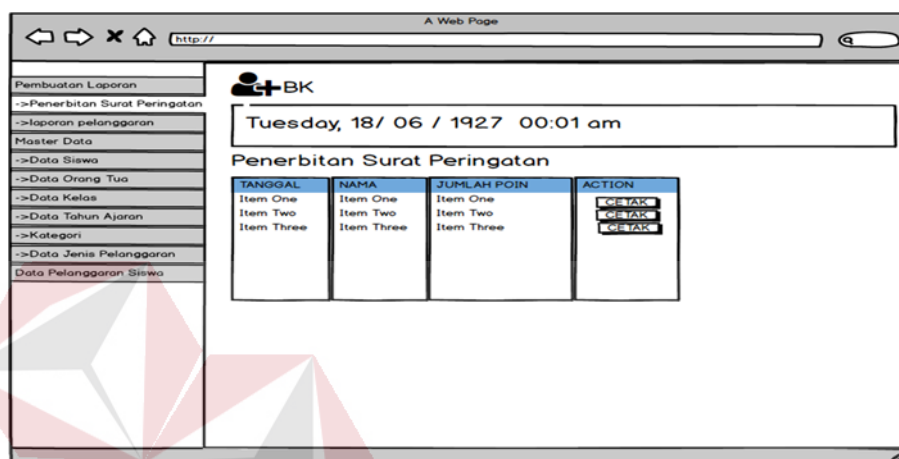 A Web Page
http://
Pembuatan Laporan
->Penerbitan Surat Peringatan
->laporan pelanggaran
Master Data
->Data Siswa
->Data Orang Tua
->Data Kelas
->Data Tahun Ajaran
->Kategori
->Data Jenis Pelanggaran
Data Pelanggaran Siswa
BK
Tuesday, 18/ 06 / 1927 00:01 am
Penerbitan Surat Peringatan
TANGGAL NAMA JUMLAH POIN ACTION
Item One Item One Item One CETAK
Item Two Item Two Item Two CETAK
Item Three Item Three Item Three CETAK